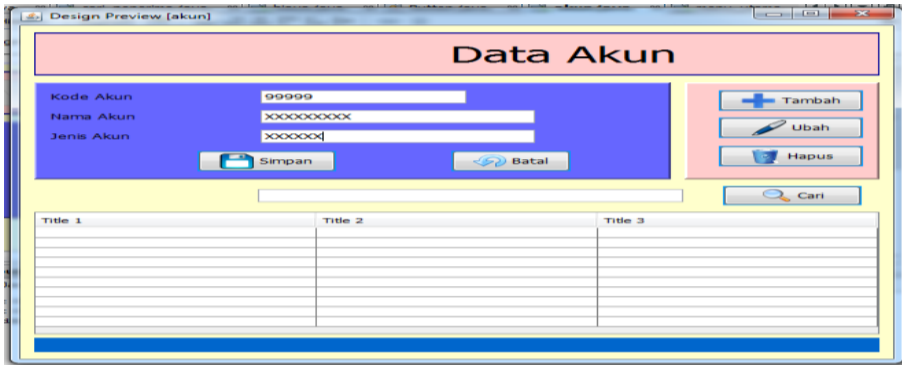 Design Preview [akun]
Data Akun
Kode Akun 99999
Nama Akun XXXXXXXXX
Jenis Akun XXXXXX
Simpan Batal
Tambah
Ubah
Hapus
Cari
Title 1 Title 2 Title 3